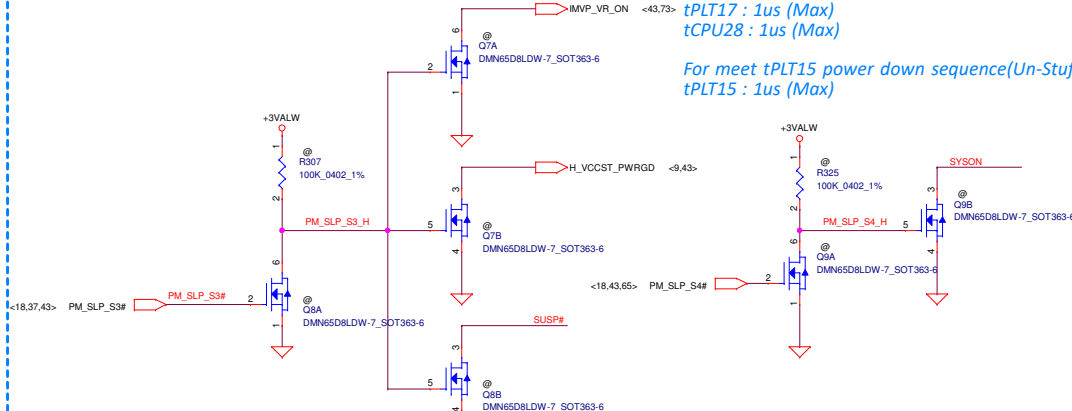 IMVP_VR_ON <43,73>
tPLT17 : 1us (Max)
tCPU28 : 1us (Max)
6
@
Q7A
DMN65D8LDW-7_SOT363-6
2
1
For meet tPLT15 power down sequence(Un-Stuf
tPLT15 : 1us (Max)
+3VALW
1
@
R307
100K_0402_1%
2
H_VCCST_PWRGD <9,43>
3
@
Q7B
DMN65D8LDW-7_SOT363-6
5
4
PM_SLP_S3_H
6
@
Q8A
DMN65D8LDW-7_SOT363-6
2
1
<18,37,43> PM_SLP_S3#
PM_SLP_S3#
SUSP#
3
@
Q8B
DMN65D8LDW-7_SOT363-6
5
4
+3VALW
1
@
R325
100K_0402_1%
2
SYSON
3
@
Q9B
DMN65D8LDW-7_SOT363-6
5
4
PM_SLP_S4_H
6
@
Q9A
DMN65D8LDW-7_SOT363-6
2
1
<18,43,65> PM_SLP_S4#